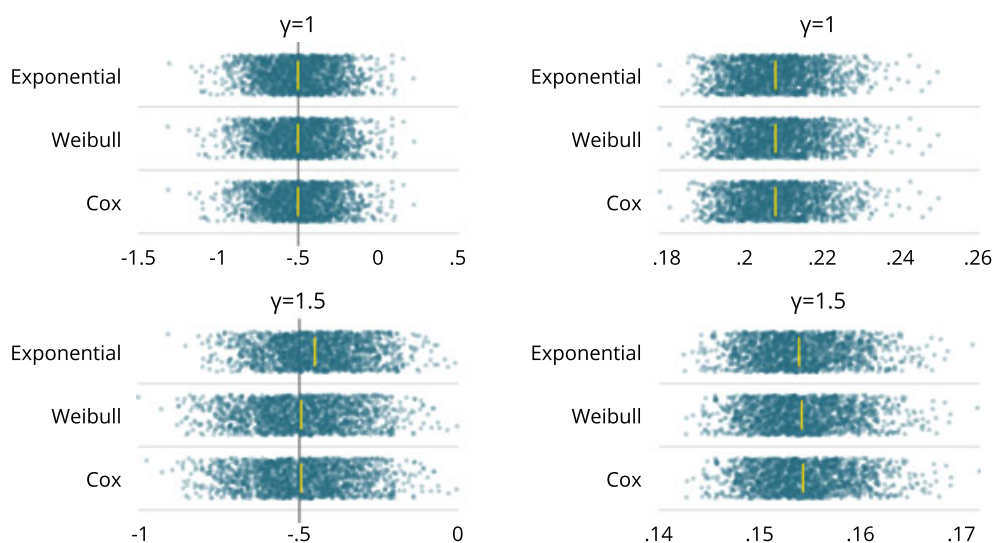 γ=1
γ=1
Exponential
Exponential
Weibull
Weibull
Cox
Cox
-1.5 -1 -.5 0 .5
.18 .2 .22 .24 .26
γ=1.5
γ=1.5
Exponential
Exponential
Weibull
Weibull
Cox
Cox
-1 -.5 0
.14 .15 .16 .17